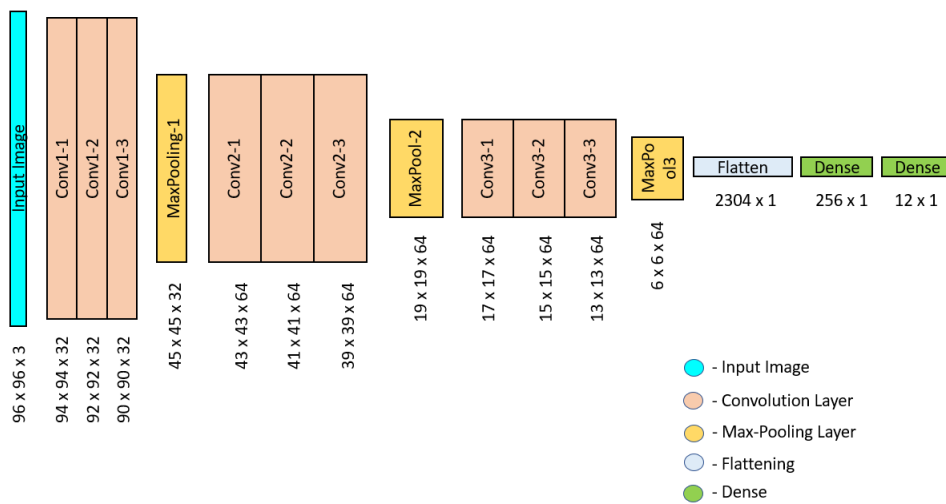 Input Image
96 x 96 x 3
Conv1-1
94 x 94 x 32
Conv1-2
92 x 92 x 32
Conv1-3
90 x 90 x 32
MaxPooling-1
45 x 45 x 32
Conv2-1
43 x 43 x 64
Conv2-2
41 x 41 x 64
Conv2-3
39 x 39 x 64
MaxPool-2
19 x 19 x 64
Conv3-1
17 x 17 x 64
Conv3-2
15 x 15 x 64
Conv3-3
13 x 13 x 64
MaxPo
ol3
6 x 6 x 64
Flatten
2304 x 1
Dense
256 x 1
Dense
12 x 1
- Input Image
- Convolution Layer
- Max-Pooling Layer
- Flattening
- Dense